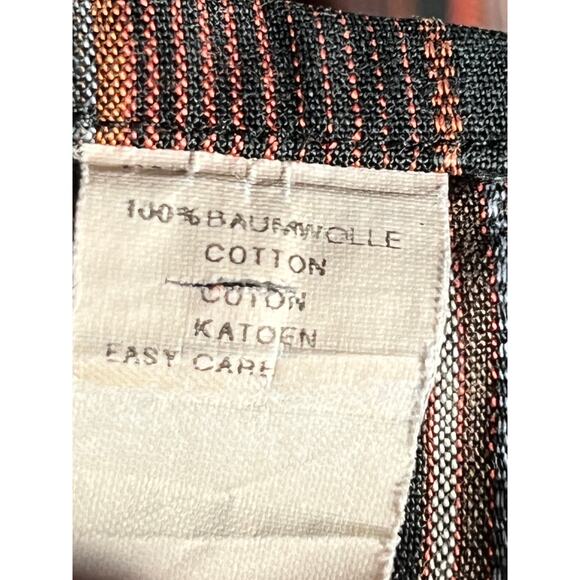 100% BAUMWOLLE
COTTON
COTON
KATOEN
EASY CARE